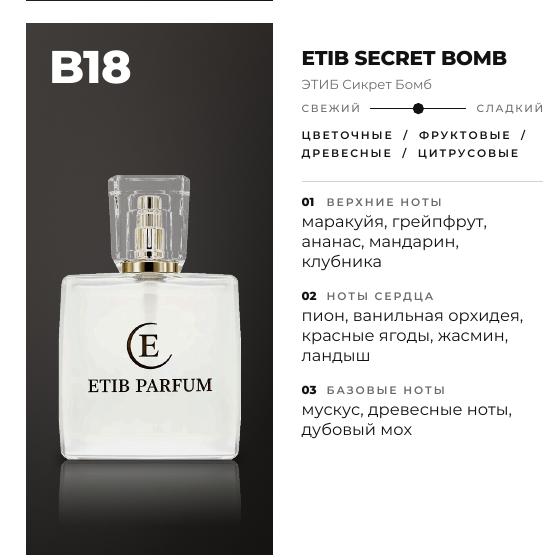 B18
ETIB SECRET BOMB
ЭТИБ Сикрет Бомб
СВЕЖИЙ СЛАДКИЙ
ЦВЕТОЧНЫЕ / ФРУКТОВЫЕ /
ДРЕВЕСНЫЕ / ЦИТРУСОВЫЕ
01 ВЕРХНИЕ НОТЫ
маракуйя, грейпфрут,
ананас, мандарин,
клубника
02 НОТЫ СЕРДЦА
пион, ванильная орхидея,
красные ягоды, жасмин,
ландыш
03 БАЗОВЫЕ НОТЫ
мускус, древесные ноты,
дубовый мох
E
ETIB PARFUM